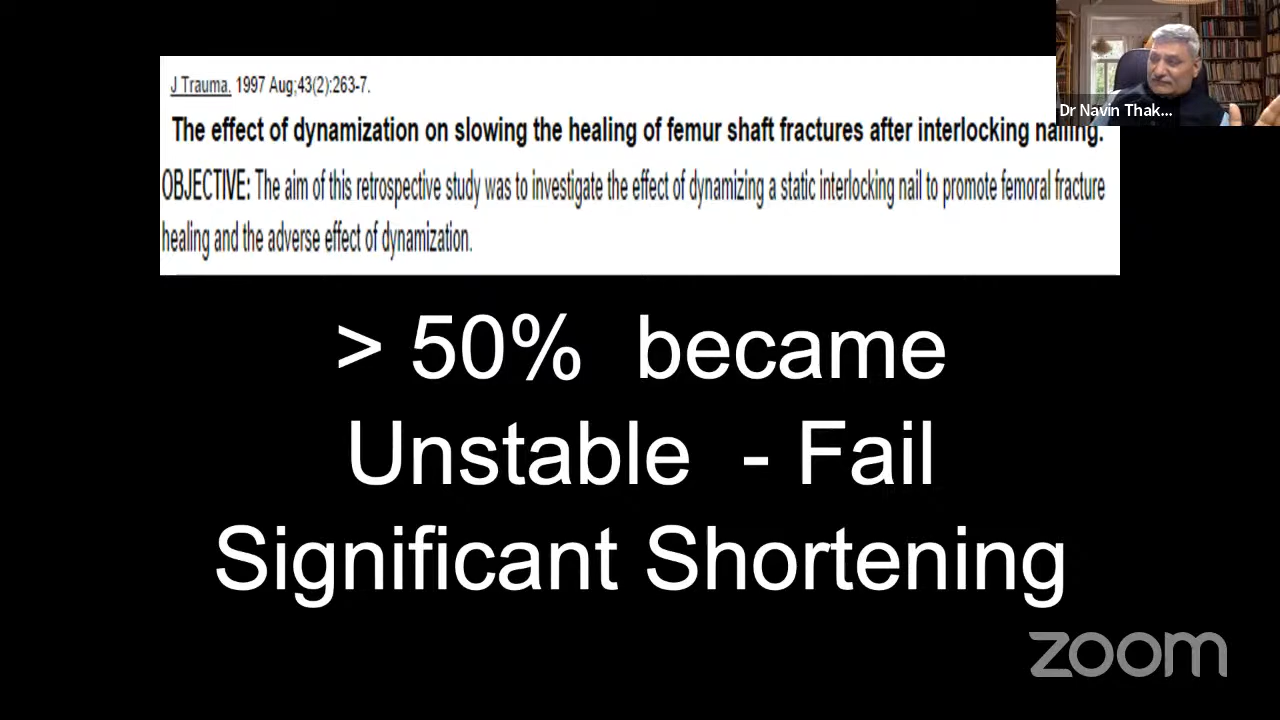 J Trauma. 1997 Aug;43(2):263-7.
The effect of dynamization on slowing the healing of femur shaft fractures after interlocking nailing.
OBJECTIVE: The aim of this retrospective study was to investigate the effect of dynamizing a static interlocking nail to promote femoral fracture
healing and the adverse effect of dynamization.
Dr Navin Thak...
> 50% became
Unstable - Fail
Significant Shortening
zoom